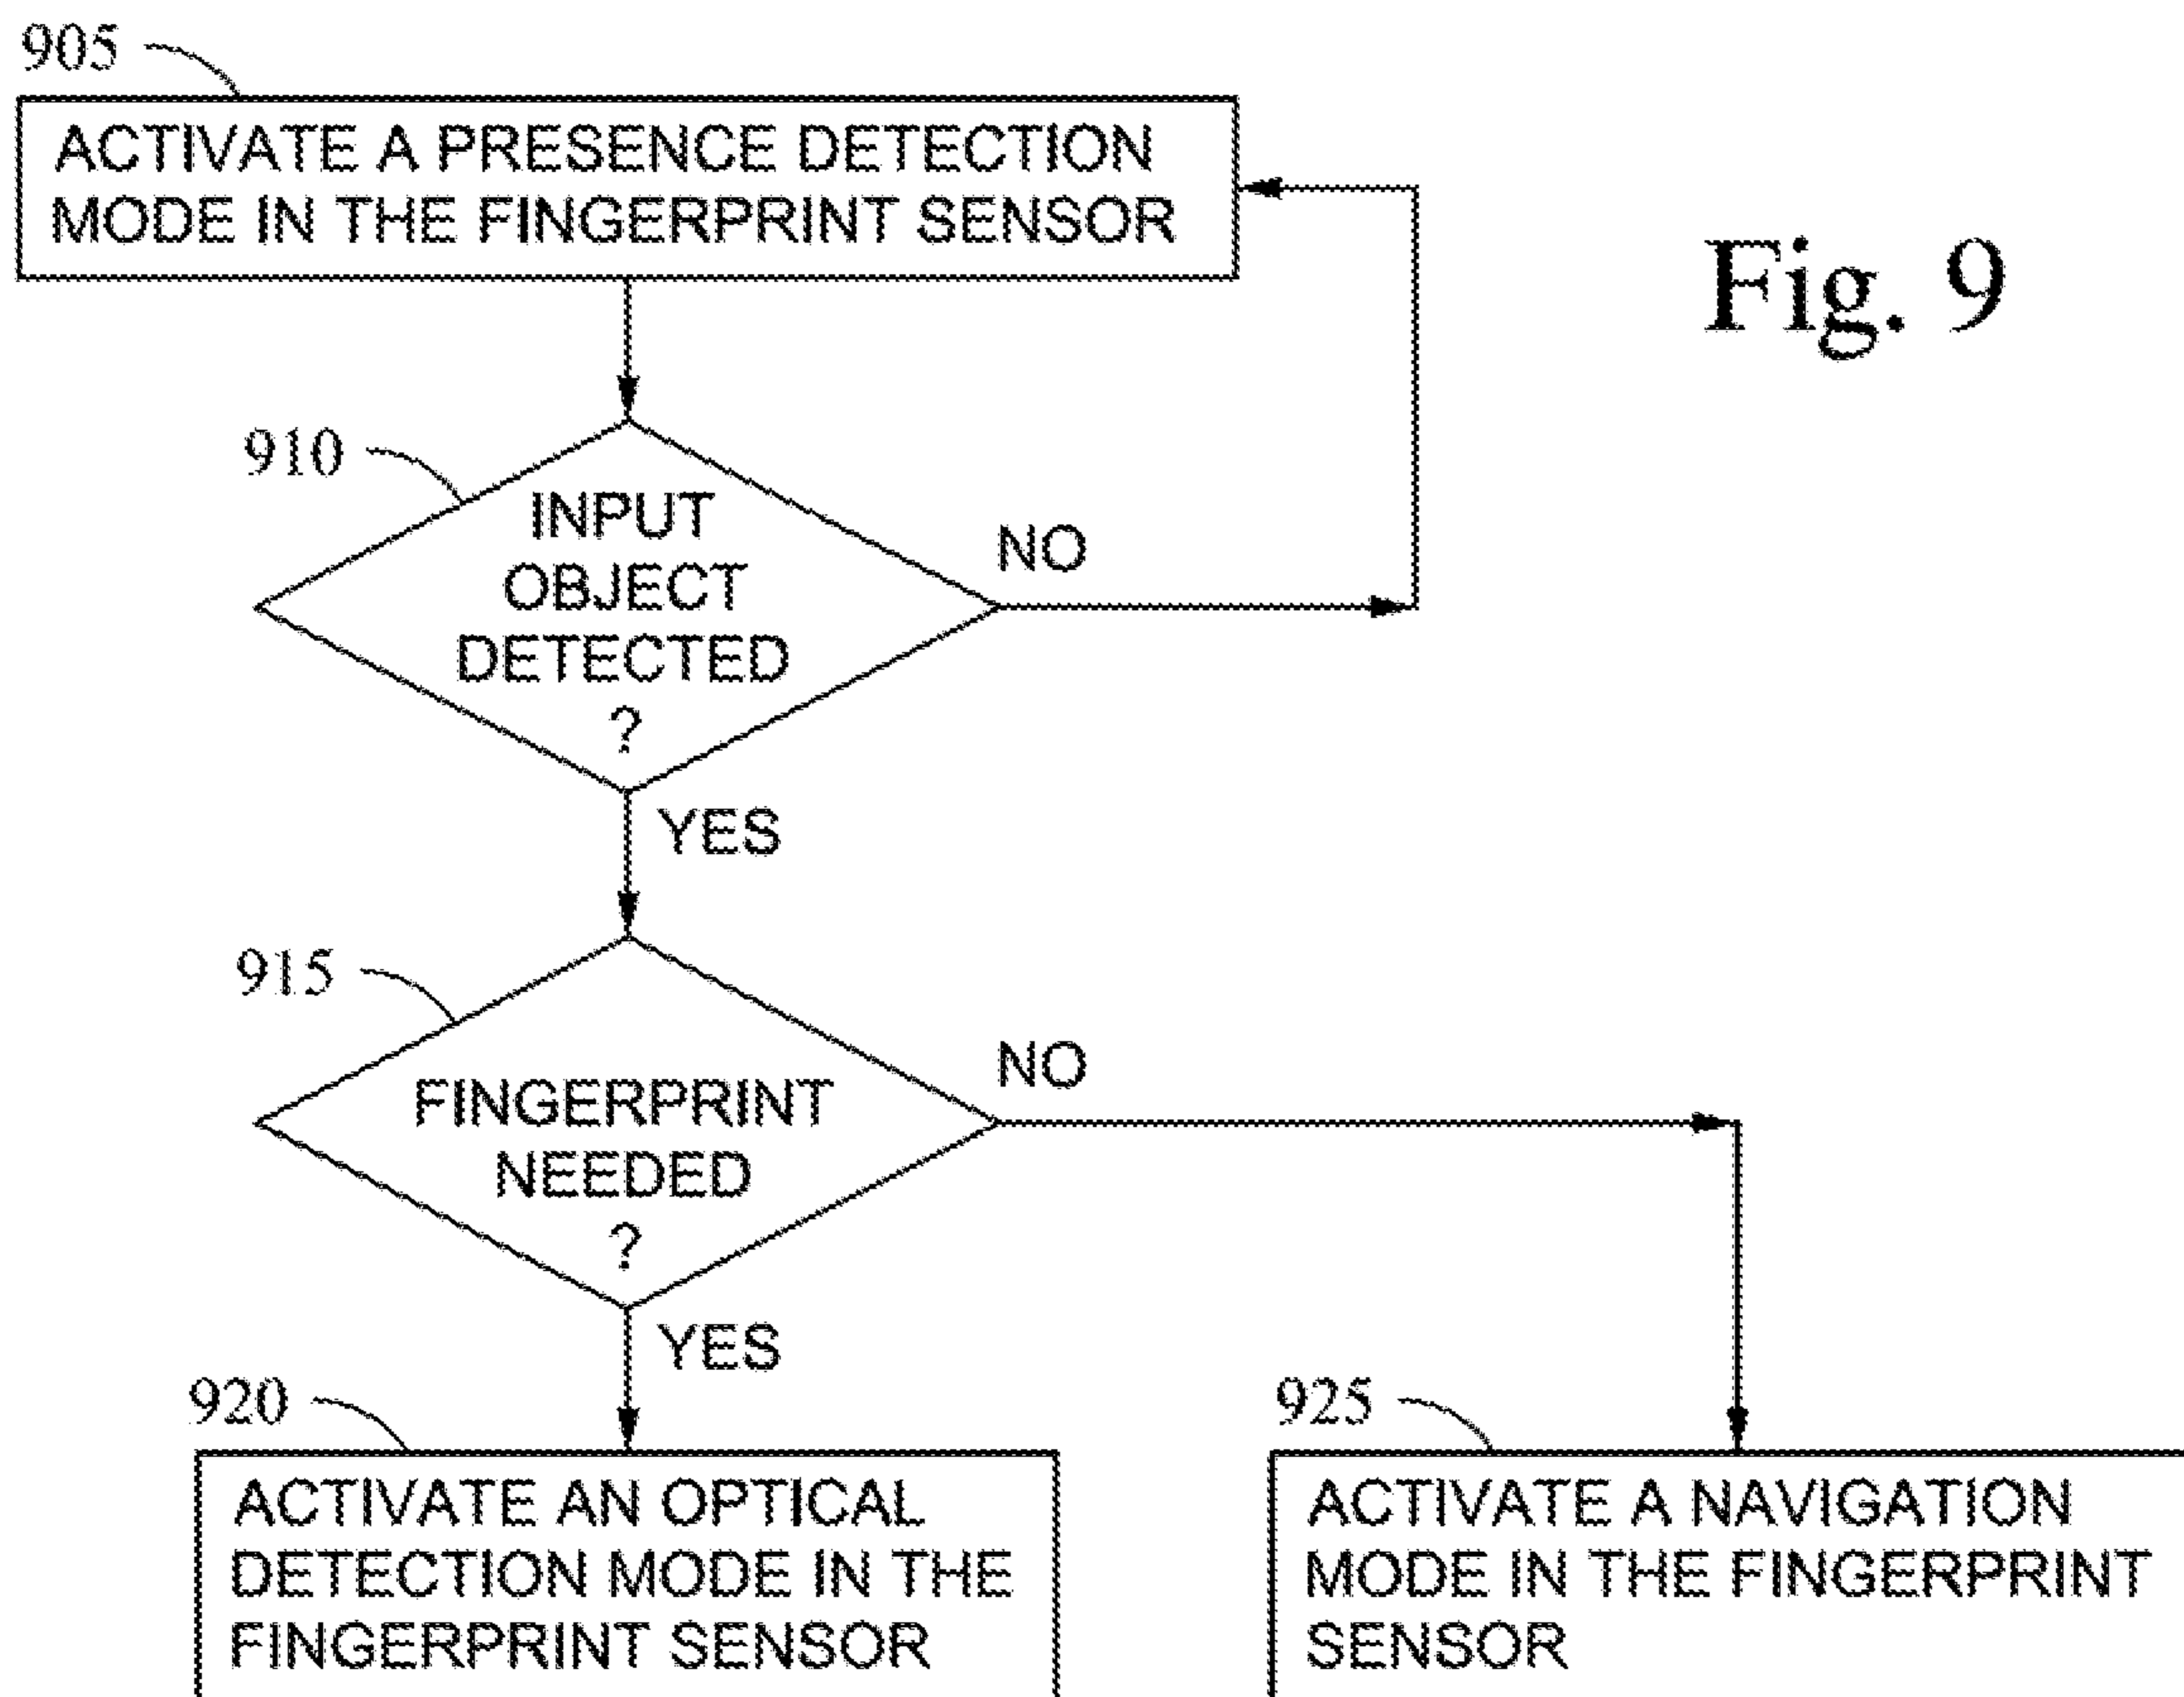 905
ACTIVATE A PRESENCE DETECTION
MODE IN THE FINGERPRINT SENSOR
Fig. 9
910
INPUT
OBJECT
DETECTED
?
NO
YES
915
FINGERPRINT
NEEDED
?
NO
YES
920
ACTIVATE AN OPTICAL
DETECTION MODE IN THE
FINGERPRINT SENSOR
925
ACTIVATE A NAVIGATION
MODE IN THE FINGERPRINT
SENSOR